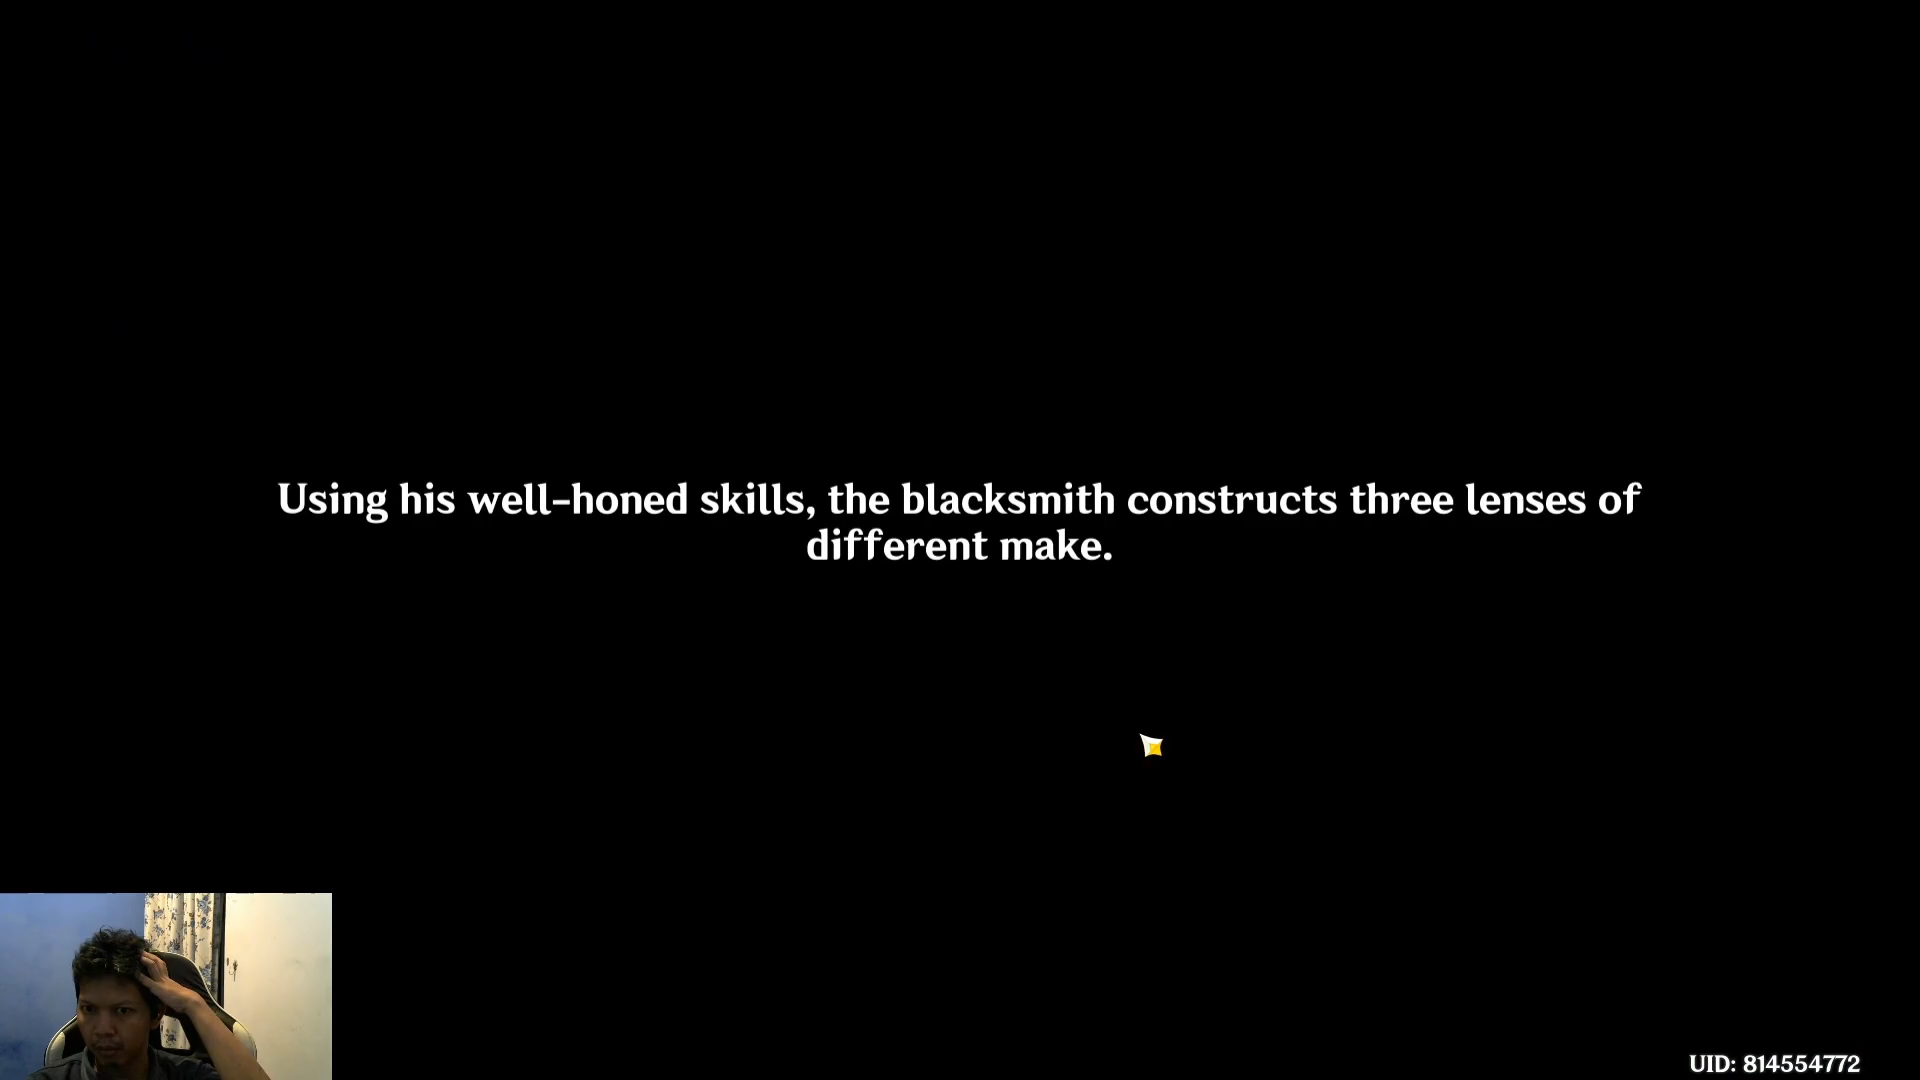 Using his well-honed skills, the blacksmith constructs three lenses of
different make.
UID: 814554772